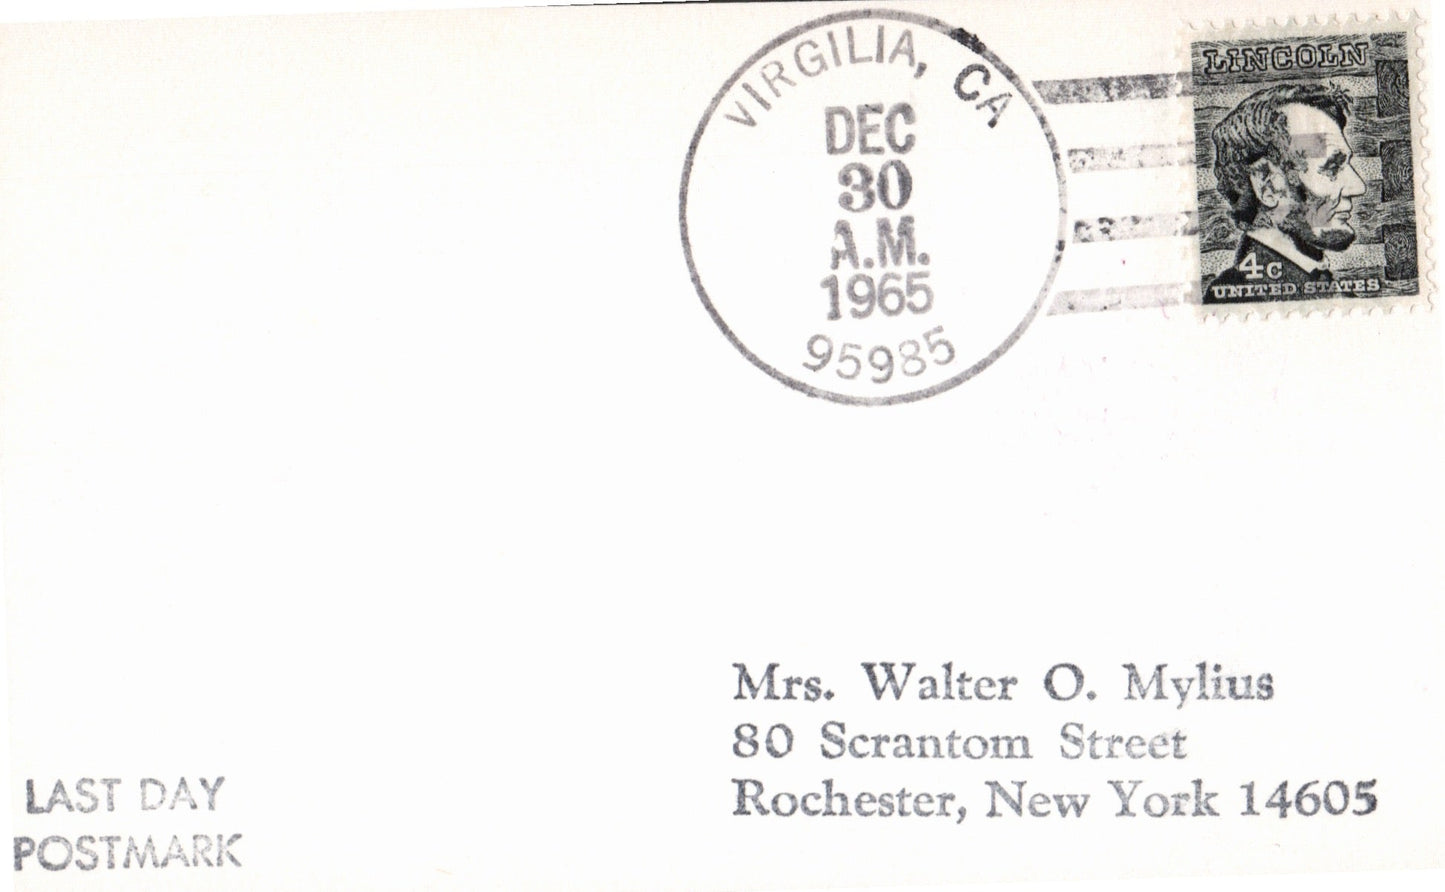 VIRGILIA, CA
DEC
30
A.M.
1965
95985
LINCOLN
4c
UNITED STATES
Mrs. Walter O. Mylius
80 Scrantom Street
Rochester, New York 14605
LAST DAY
POSTMARK